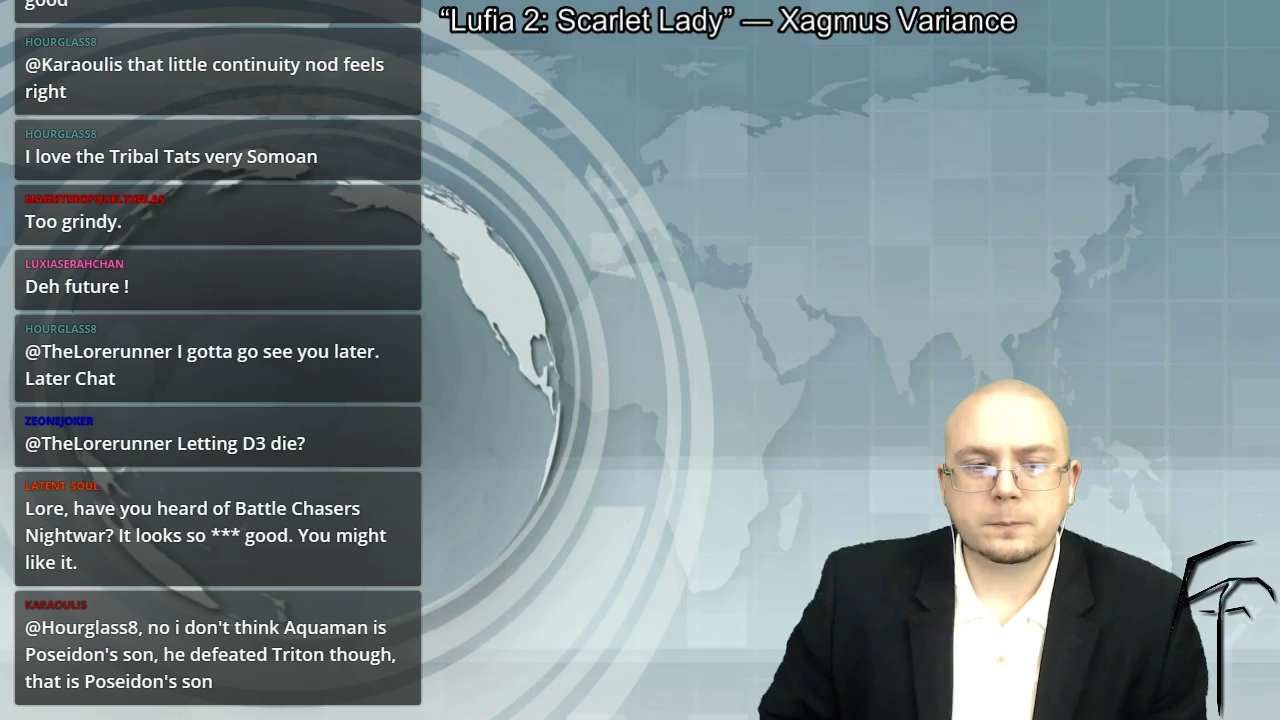 good
“Lufia 2: Scarlet Lady” — Xagmus Variance
HOURGLASS8
@Karaoulis that little continuity nod feels
right
HOURGLASS8
I love the Tribal Tats very Somoan
MAGISTEROFQUELTHALAS
Too grindy.
LUXIASERAHCHAN
Deh future !
HOURGLASS8
@TheLorerunner I gotta go see you later.
Later Chat
ZEONEJOKER
@TheLorerunner Letting D3 die?
LATENT_SOUL
Lore, have you heard of Battle Chasers
Nightwar? It looks so *** good. You might
like it.
KARAOULIS
@Hourglass8, no i don't think Aquaman is
Poseidon's son, he defeated Triton though,
that is Poseidon's son